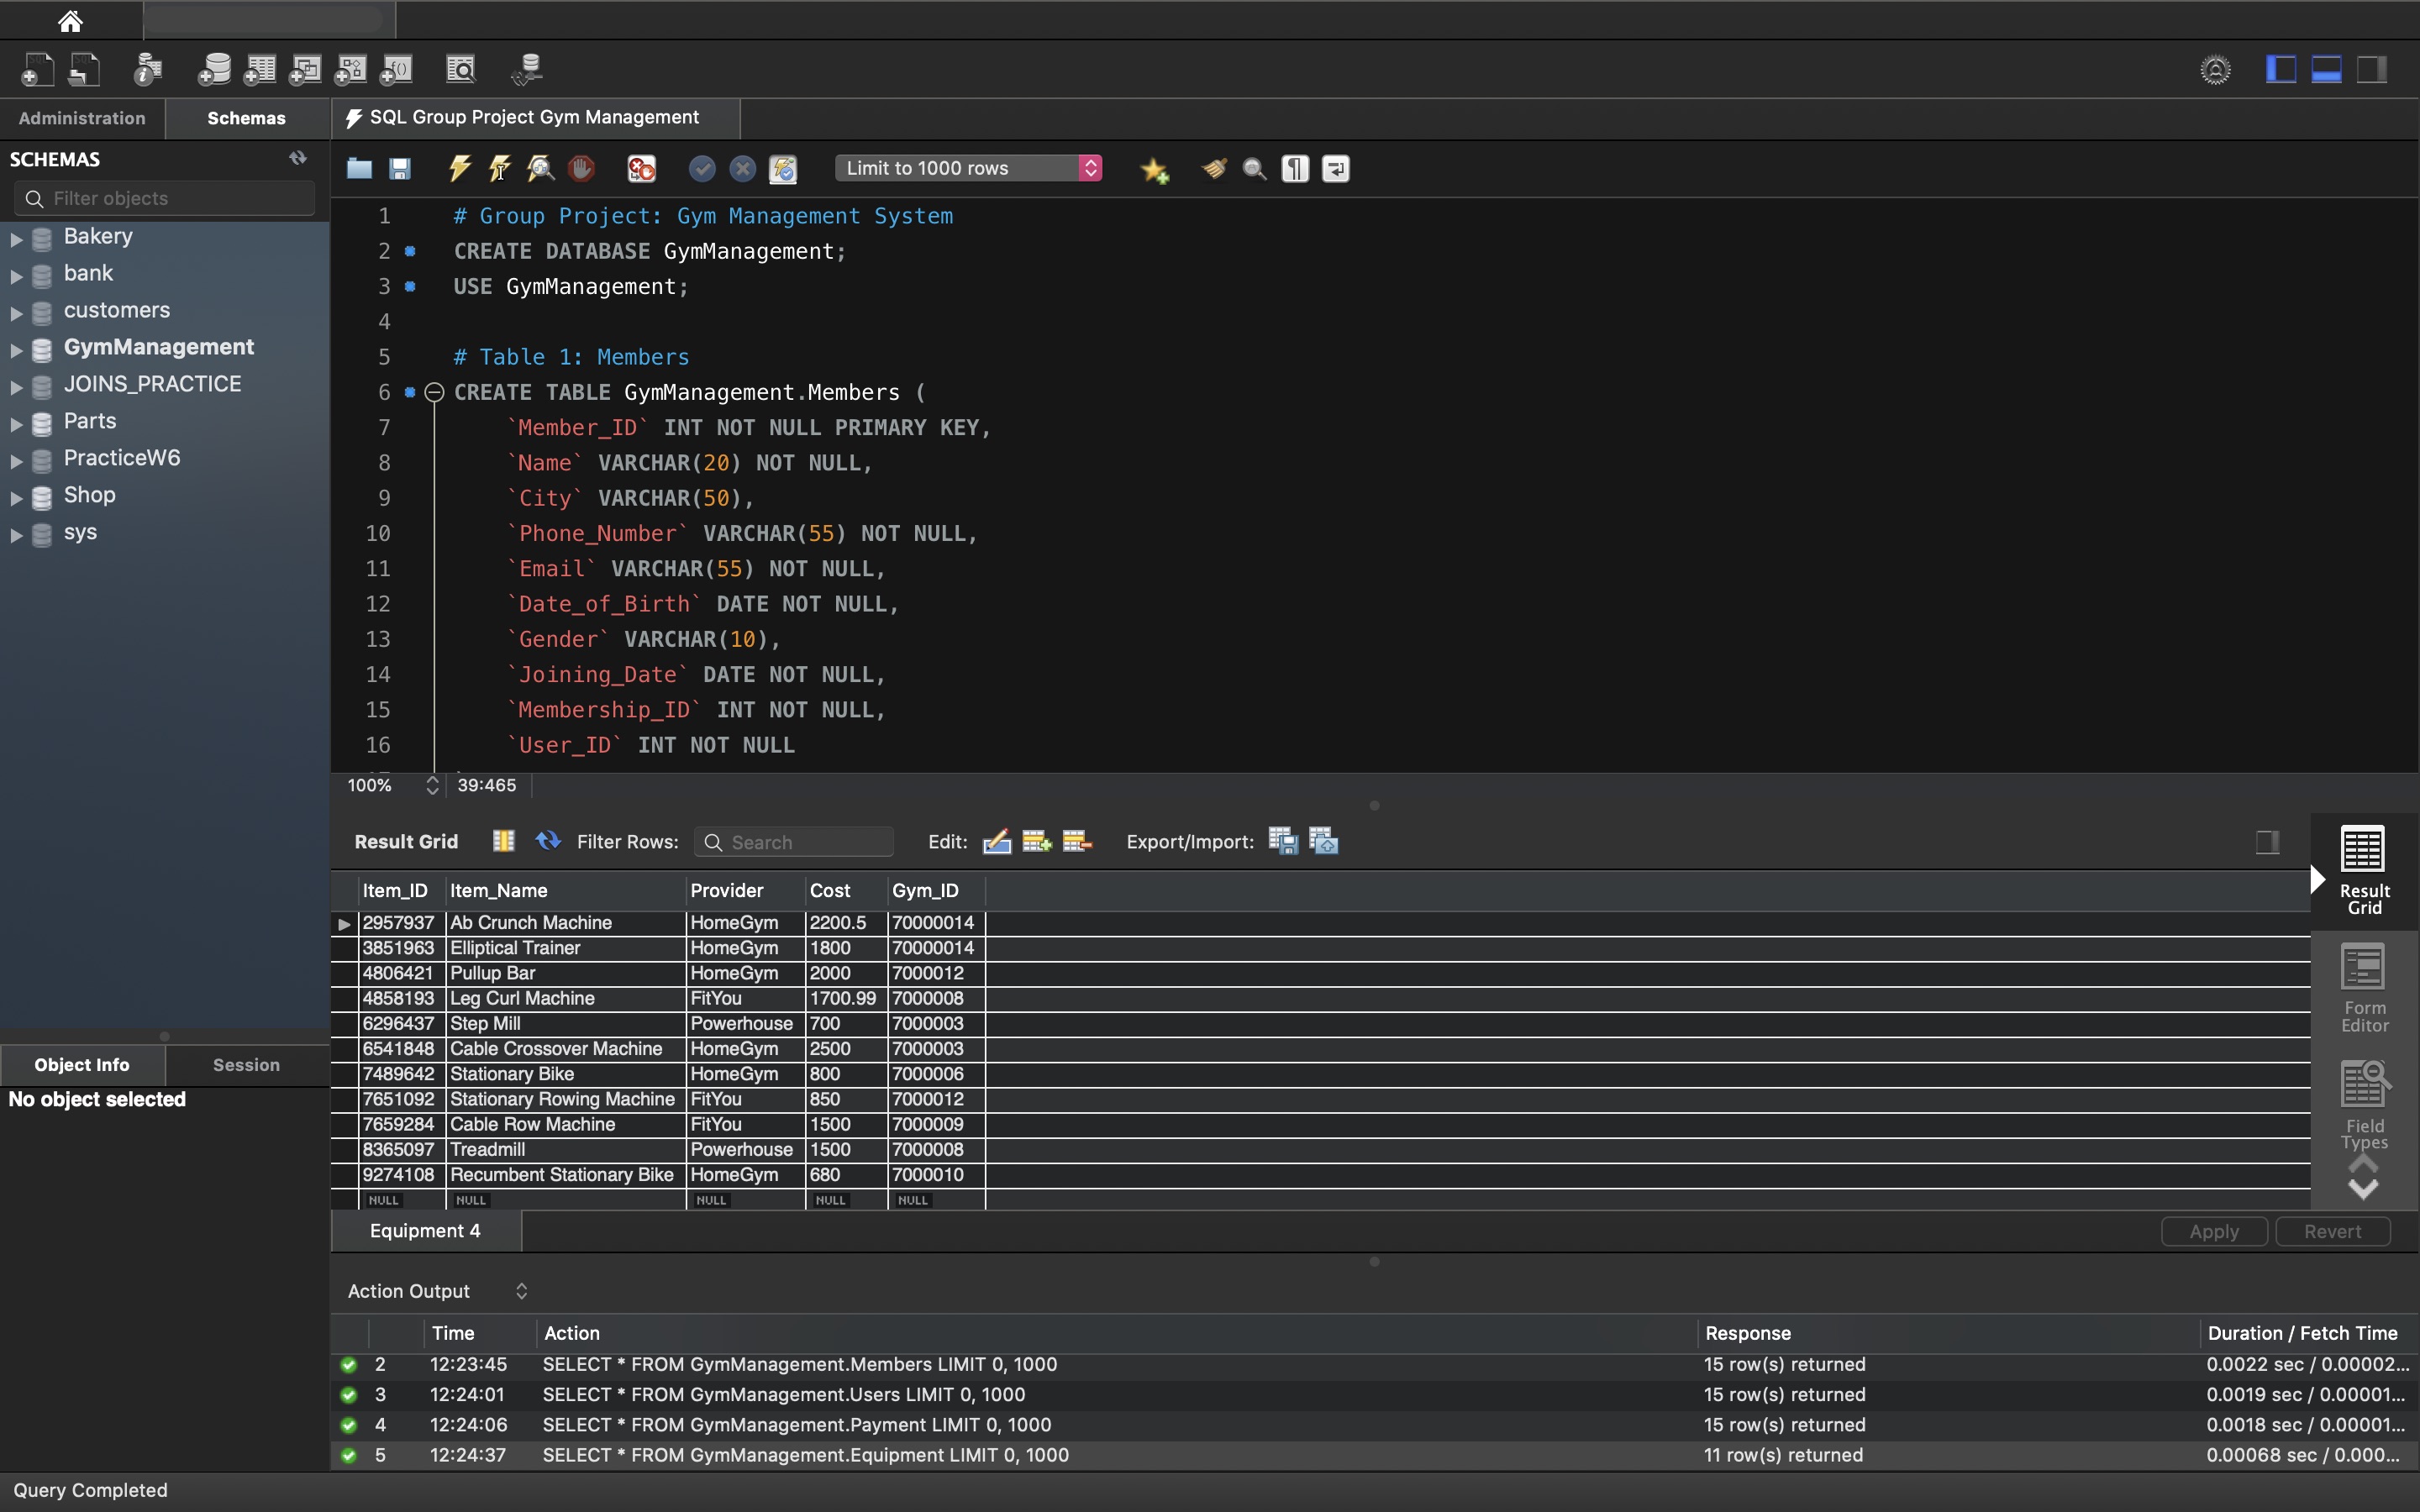 Administration
Schemas
SQL Group Project Gym Management
SCHEMAS
Filter objects
Bakery
bank
customers
GymManagement
JOINS_PRACTICE
Parts
PracticeW6
Shop
sys
Object Info
Session
No object selected
Limit to 1000 rows
1 # Group Project: Gym Management System
2 CREATE DATABASE GymManagement;
3 USE GymManagement;
4
5 # Table 1: Members
6 CREATE TABLE GymManagement.Members (
7 `Member_ID` INT NOT NULL PRIMARY KEY,
8 `Name` VARCHAR(20) NOT NULL,
9 `City` VARCHAR(50),
10 `Phone_Number` VARCHAR(55) NOT NULL,
11 `Email` VARCHAR(55) NOT NULL,
12 `Date_of_Birth` DATE NOT NULL,
13 `Gender` VARCHAR(10),
14 `Joining_Date` DATE NOT NULL,
15 `Membership_ID` INT NOT NULL,
16 `User_ID` INT NOT NULL
100% 39:465
Result Grid Filter Rows: Search Edit: Export/Import:
Item_ID Item_Name Provider Cost Gym_ID
2957937 Ab Crunch Machine HomeGym 2200.5 70000014
3851963 Elliptical Trainer HomeGym 1800 70000014
4806421 Pullup Bar HomeGym 2000 7000012
4858193 Leg Curl Machine FitYou 1700.99 7000008
6296437 Step Mill Powerhouse 700 7000003
6541848 Cable Crossover Machine HomeGym 2500 7000003
7489642 Stationary Bike HomeGym 800 7000006
7651092 Stationary Rowing Machine FitYou 850 7000012
7659284 Cable Row Machine FitYou 1500 7000009
8365097 Treadmill Powerhouse 1500 7000008
9274108 Recumbent Stationary Bike HomeGym 680 7000010
NULL NULL NULL NULL NULL
Result
Grid
Form
Editor
Field
Types
Equipment 4
Apply Revert
Action Output
Time Action Response Duration / Fetch Time
2 12:23:45 SELECT * FROM GymManagement.Members LIMIT 0, 1000 15 row(s) returned 0.0022 sec / 0.00002...
3 12:24:01 SELECT * FROM GymManagement.Users LIMIT 0, 1000 15 row(s) returned 0.0019 sec / 0.00001...
4 12:24:06 SELECT * FROM GymManagement.Payment LIMIT 0, 1000 15 row(s) returned 0.0018 sec / 0.00001...
5 12:24:37 SELECT * FROM GymManagement.Equipment LIMIT 0, 1000 11 row(s) returned 0.00068 sec / 0.000...
Query Completed